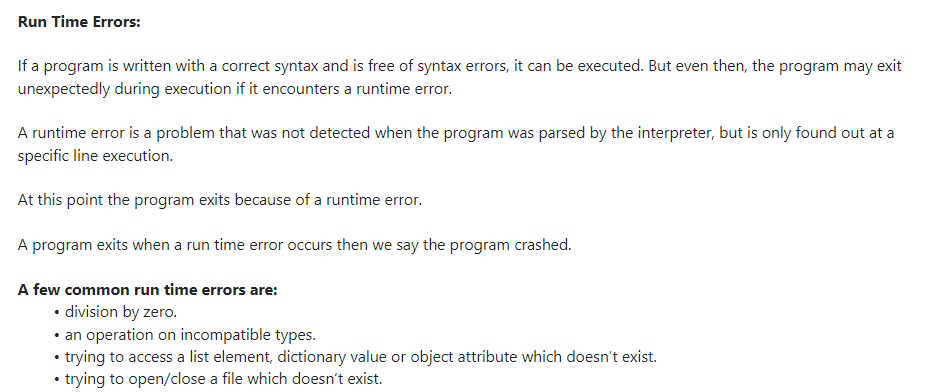 Run Time Errors:
If a program is written with a correct syntax and is free of syntax errors, it can be executed. But even then, the program may exit
unexpectedly during execution if it encounters a runtime error.
A runtime error is a problem that was not detected when the program was parsed by the interpreter, but is only found out at a
specific line execution.
At this point the program exits because of a runtime error.
A program exits when a run time error occurs then we say the program crashed.
A few common run time errors are:
• division by zero.
• an operation on incompatible types.
• trying to access a list element, dictionary value or object attribute which doesn’t exist.
• trying to open/close a file which doesn’t exist.